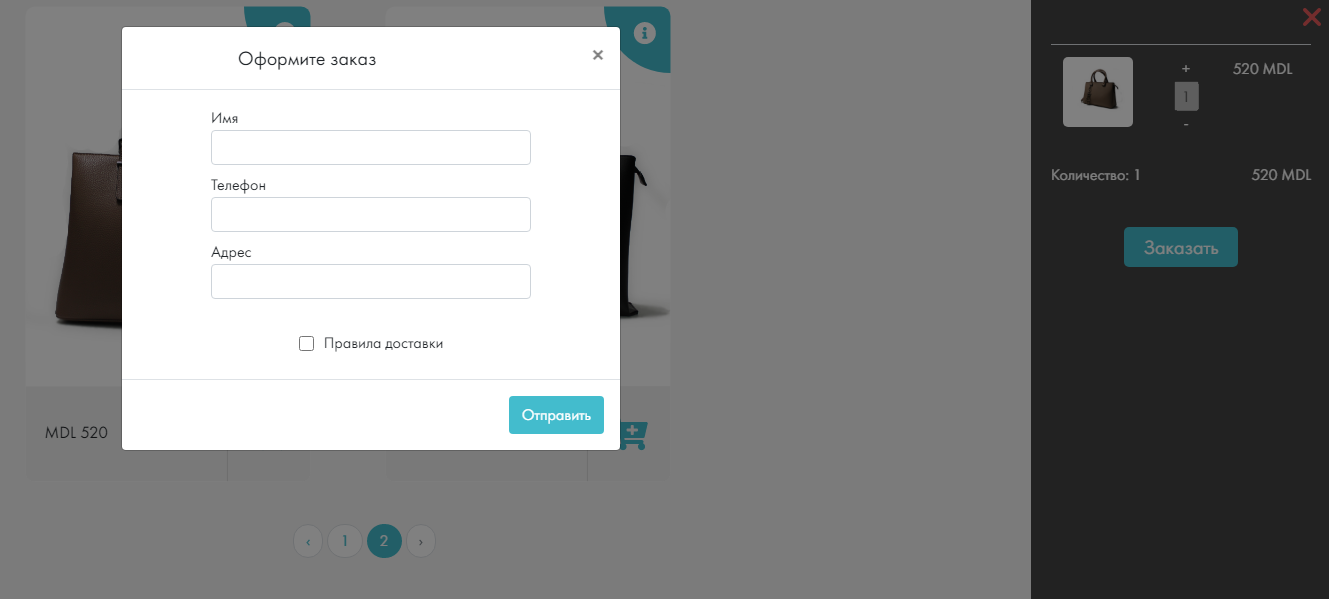 Оформите заказ
×
Имя
Телефон
Адрес
Правила доставки
Отправить
MDL 520
‹ 1 2 ›
+
1
-
520 MDL
Количество: 1 520 MDL
Заказать